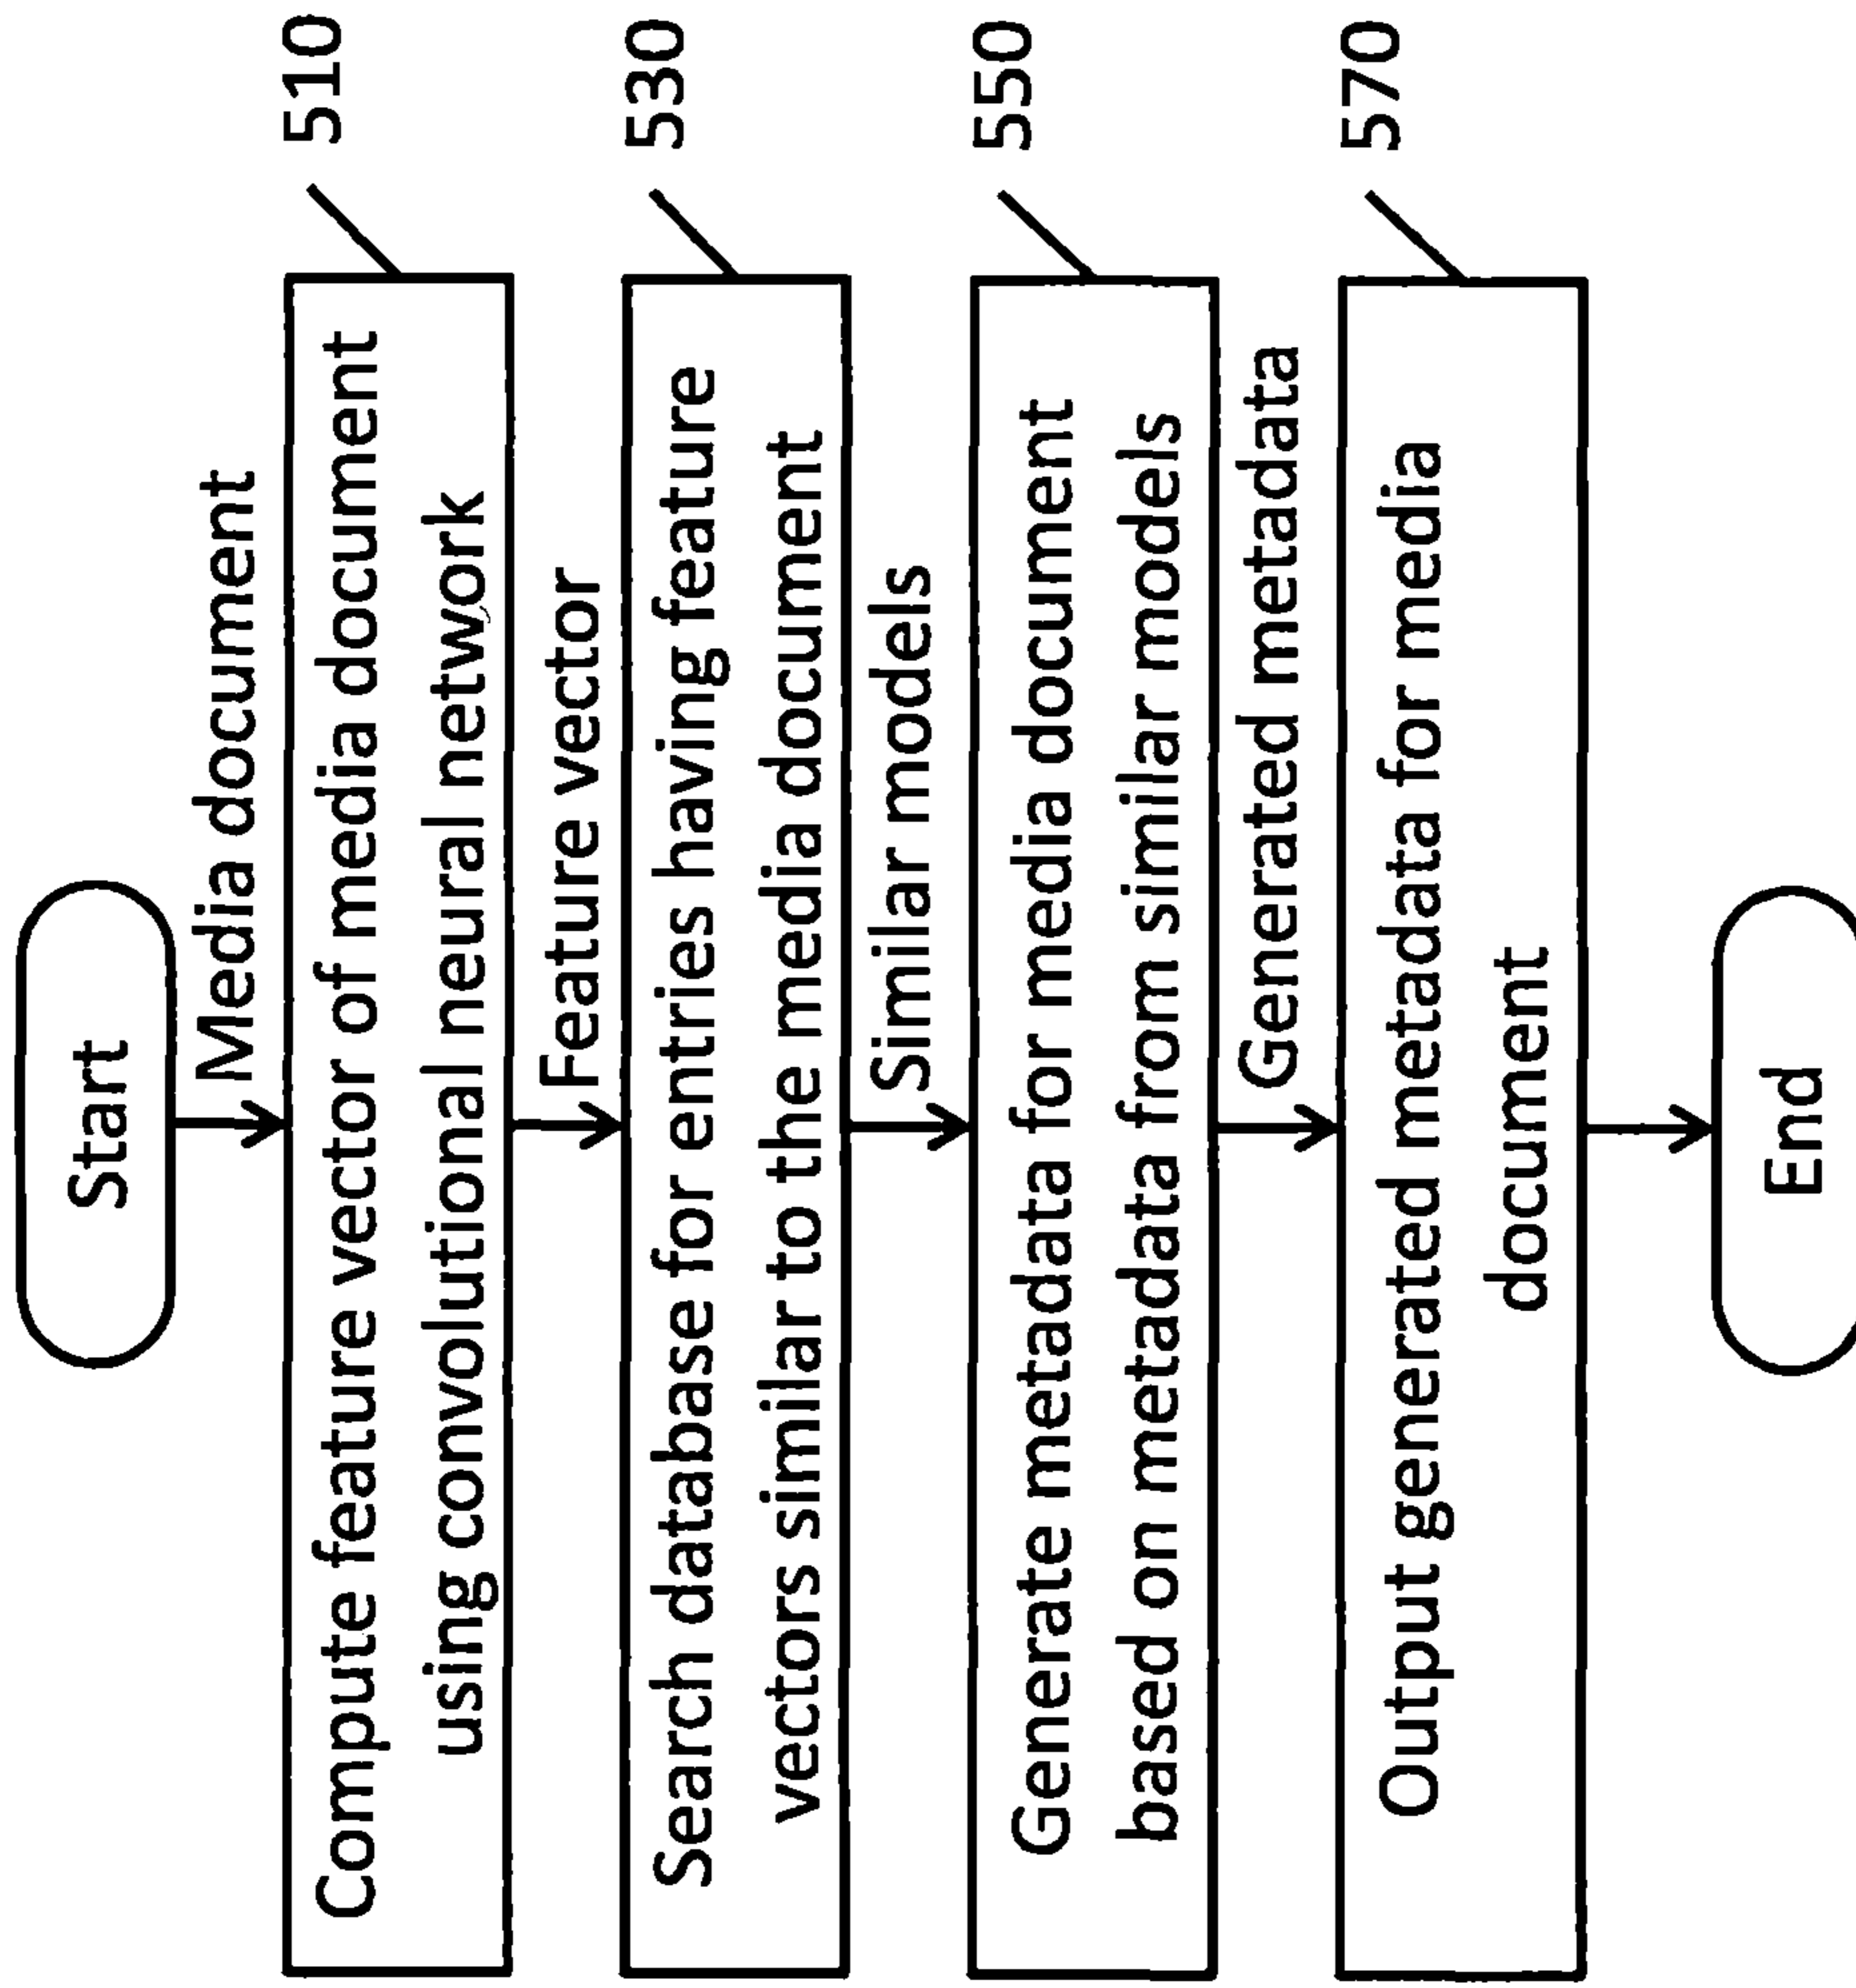 Start
Media document
510
Compute feature vector of media document
using convolutional neural network
Feature vector
530
Search database for entries having feature
vectors similar to the media document
Similar models
550
Generate metadata for media document
based on metadata from similar models
Generated metadata
570
Output generated metadata for media
document
End